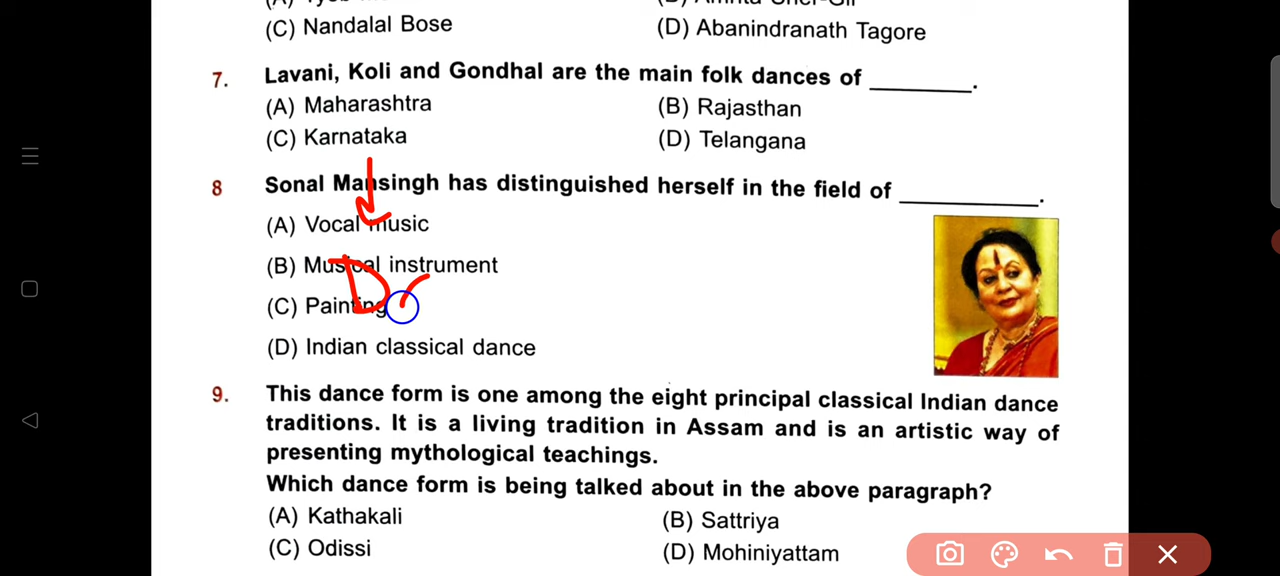 (C) Nandalal Bose (D) Abanindranath Tagore
7. Lavani, Koli and Gondhal are the main folk dances of ________.
(A) Maharashtra (B) Rajasthan
(C) Karnataka (D) Telangana
8 Sonal Mansingh has distinguished herself in the field of ________.
(A) Vocal music
(B) Musical instrument
(C) Painting
(D) Indian classical dance
9. This dance form is one among the eight principal classical Indian dance
traditions. It is a living tradition in Assam and is an artistic way of
presenting mythological teachings.
Which dance form is being talked about in the above paragraph?
(A) Kathakali (B) Sattriya
(C) Odissi (D) Mohiniyattam